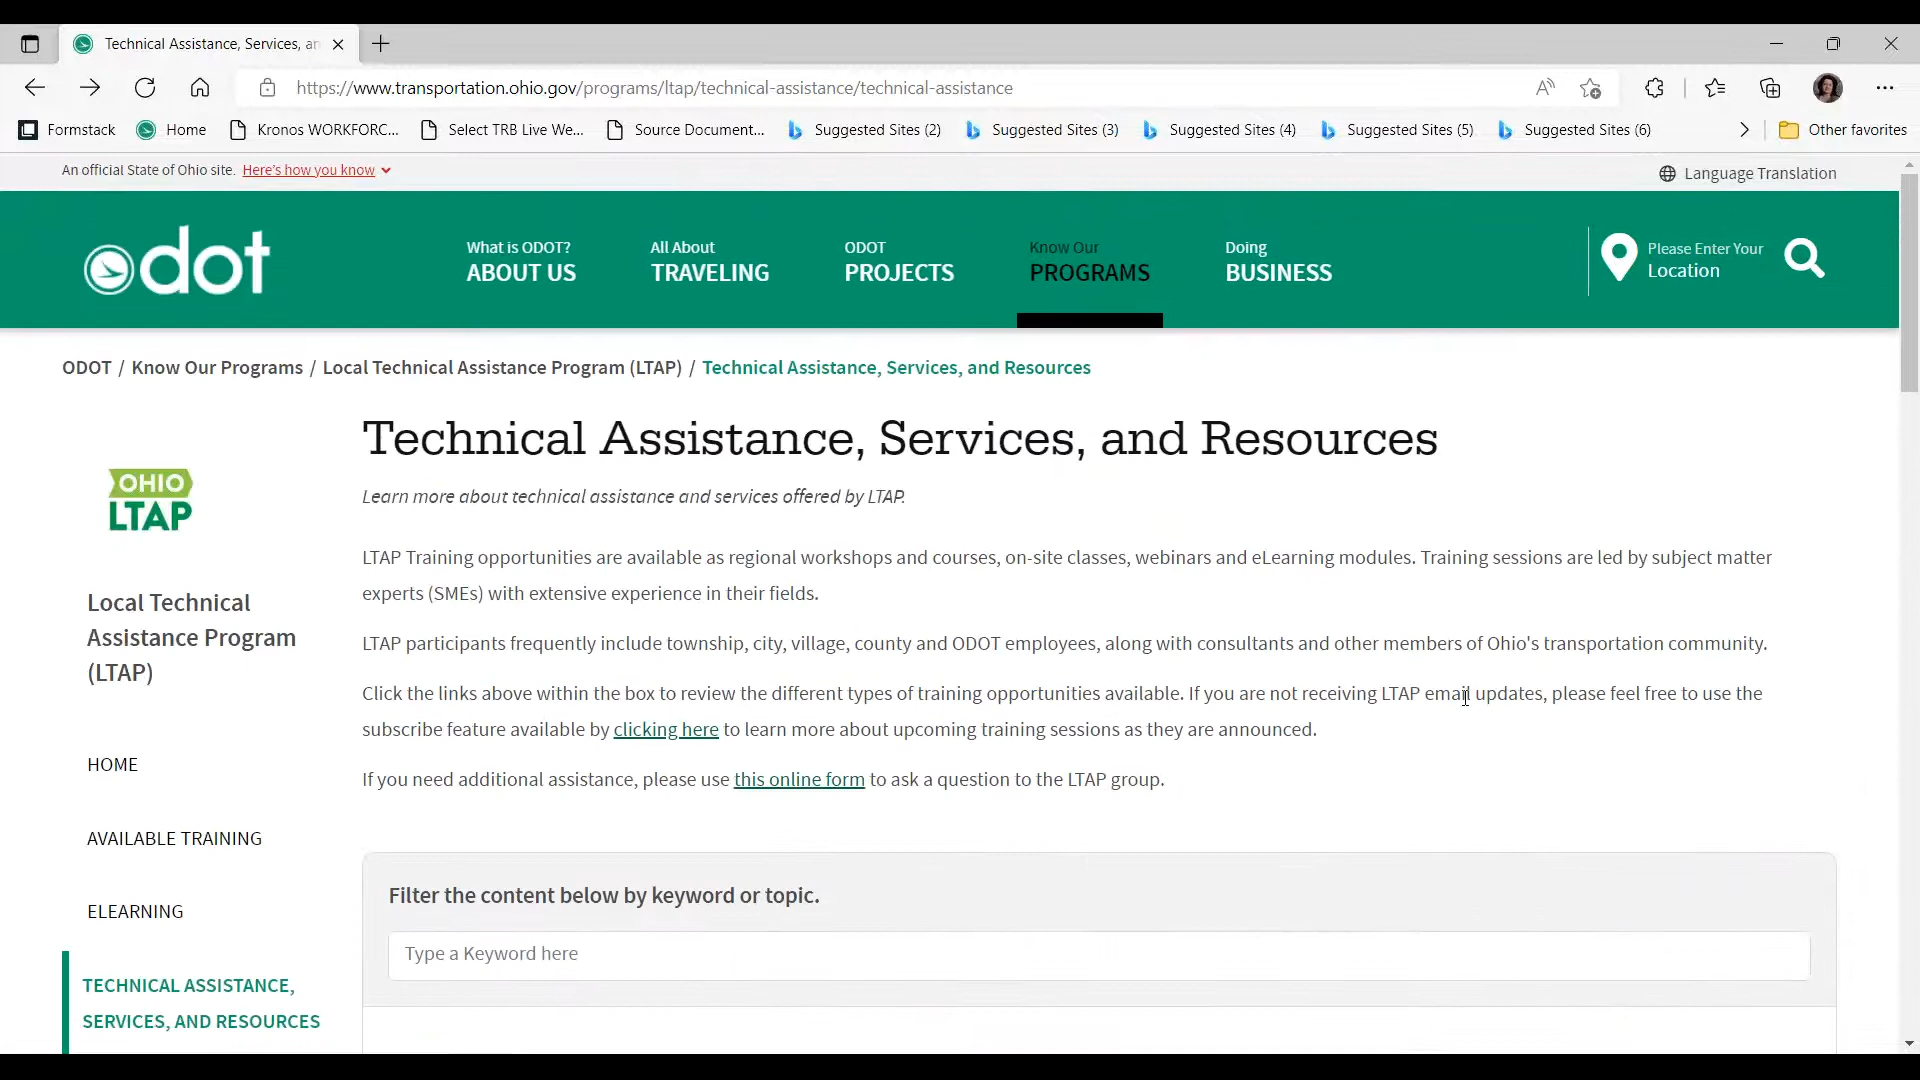 Technical Assistance, Services, an
https://www.transportation.ohio.gov/programs/ltap/technical-assistance/technical-assistance
Formstack Home Kronos WORKFORC... Select TRB Live We... Source Document... Suggested Sites (2) Suggested Sites (3) Suggested Sites (4) Suggested Sites (5) Suggested Sites (6) Other favorites
An official State of Ohio site. Here's how you know
Language Translation
odot
What is ODOT?
ABOUT US
All About
TRAVELING
ODOT
PROJECTS
Know Our
PROGRAMS
Doing
BUSINESS
Please Enter Your
Location
ODOT / Know Our Programs / Local Technical Assistance Program (LTAP) / Technical Assistance, Services, and Resources
OHIO
LTAP
Local Technical
Assistance Program
(LTAP)
HOME
AVAILABLE TRAINING
ELEARNING
TECHNICAL ASSISTANCE,
SERVICES, AND RESOURCES
Technical Assistance, Services, and Resources
Learn more about technical assistance and services offered by LTAP.
LTAP Training opportunities are available as regional workshops and courses, on-site classes, webinars and eLearning modules. Training sessions are led by subject matter
experts (SMEs) with extensive experience in their fields.
LTAP participants frequently include township, city, village, county and ODOT employees, along with consultants and other members of Ohio's transportation community.
Click the links above within the box to review the different types of training opportunities available. If you are not receiving LTAP email updates, please feel free to use the
subscribe feature available by clicking here to learn more about upcoming training sessions as they are announced.
If you need additional assistance, please use this online form to ask a question to the LTAP group.
Filter the content below by keyword or topic.
Type a Keyword here